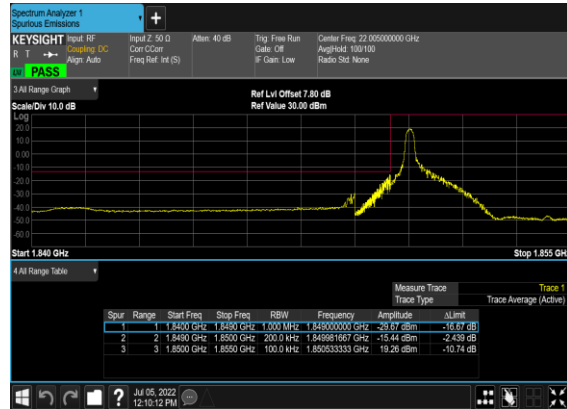 Spectrum Analyzer 1
Spurious Emissions
+
KEYSIGHT Input: RF Input Z: 50 Ω Atten: 40 dB Trig: Free Run Center Freq: 22.005000000 GHz
R T Coupling: DC Corr CCorr Gate: Off Avg|Hold: 100/100
Align: Auto Freq Ref: Int (S) IF Gain: Low Radio Std: None
LW PASS
3 All Range Graph
Ref Lvl Offset 7.80 dB
Scale/Div 10.0 dB Ref Value 30.00 dBm
Log
20.0
10.0
0.00
-10.0
-20.0
-30.0
-40.0
-50.0
-60.0
Start 1.840 GHz Stop 1.855 GHz
4 All Range Table
Measure Trace Trace 1
Trace Type Trace Average (Active)
Spur Range Start Freq Stop Freq RBW Frequency Amplitude ΔLimit
1 1 1.8400 GHz 1.8490 GHz 1.000 MHz 1.849000000 GHz -29.67 dBm -16.67 dB
2 2 1.8490 GHz 1.8500 GHz 200.0 kHz 1.849981667 GHz -15.44 dBm -2.439 dB
3 3 1.8500 GHz 1.8550 GHz 100.0 kHz 1.850533333 GHz 19.26 dBm -10.74 dB
? Jul 05, 2022
12:10:12 PM